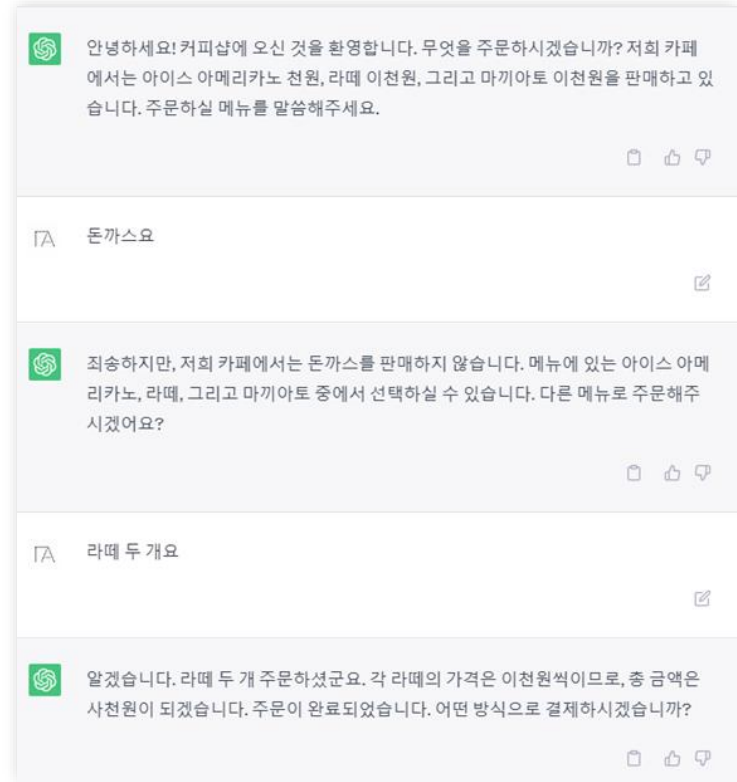 안녕하세요! 커피샵에 오신 것을 환영합니다. 무엇을 주문하시겠습니까? 저희 카페
에서는 아이스 아메리카노 천원, 라떼 이천원, 그리고 마끼아토 이천원을 판매하고 있
습니다. 주문하실 메뉴를 말씀해주세요.
돈까스요
죄송하지만, 저희 카페에서는 돈까스를 판매하지 않습니다. 메뉴에 있는 아이스 아메
리카노, 라떼, 그리고 마끼아토 중에서 선택하실 수 있습니다. 다른 메뉴로 주문해주
시겠어요?
라떼 두 개요
알겠습니다. 라떼 두 개 주문하셨군요. 각 라떼의 가격은 이천원씩이므로, 총 금액은
사천원이 되겠습니다. 주문이 완료되었습니다. 어떤 방식으로 결제하시겠습니까?